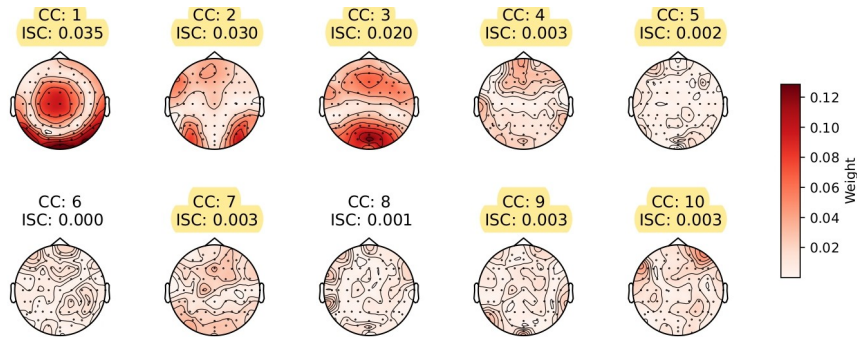 CC: 1
ISC: 0.035
CC: 2
ISC: 0.030
CC: 3
ISC: 0.020
CC: 4
ISC: 0.003
CC: 5
ISC: 0.002
CC: 6
ISC: 0.000
CC: 7
ISC: 0.003
CC: 8
ISC: 0.001
CC: 9
ISC: 0.003
CC: 10
ISC: 0.003
0.12
0.10
0.08
0.06
0.04
0.02
Weight